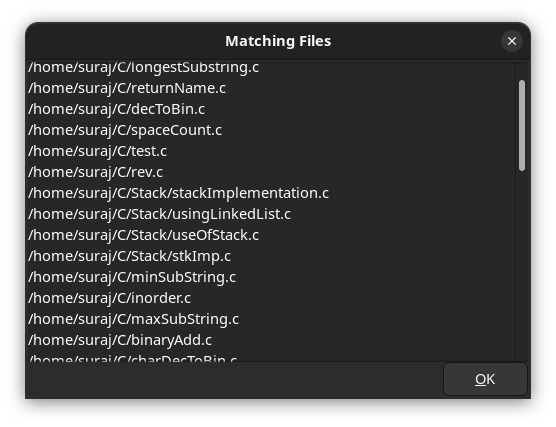 Matching Files
/home/suraj/C/longestSubstring.c
/home/suraj/C/returnName.c
/home/suraj/C/decToBin.c
/home/suraj/C/spaceCount.c
/home/suraj/C/test.c
/home/suraj/C/rev.c
/home/suraj/C/Stack/stackImplementation.c
/home/suraj/C/Stack/usingLinkedList.c
/home/suraj/C/Stack/useOfStack.c
/home/suraj/C/Stack/stkImp.c
/home/suraj/C/minSubString.c
/home/suraj/C/inorder.c
/home/suraj/C/maxSubString.c
/home/suraj/C/binaryAdd.c
/home/suraj/C/charDecToBin.c
OK